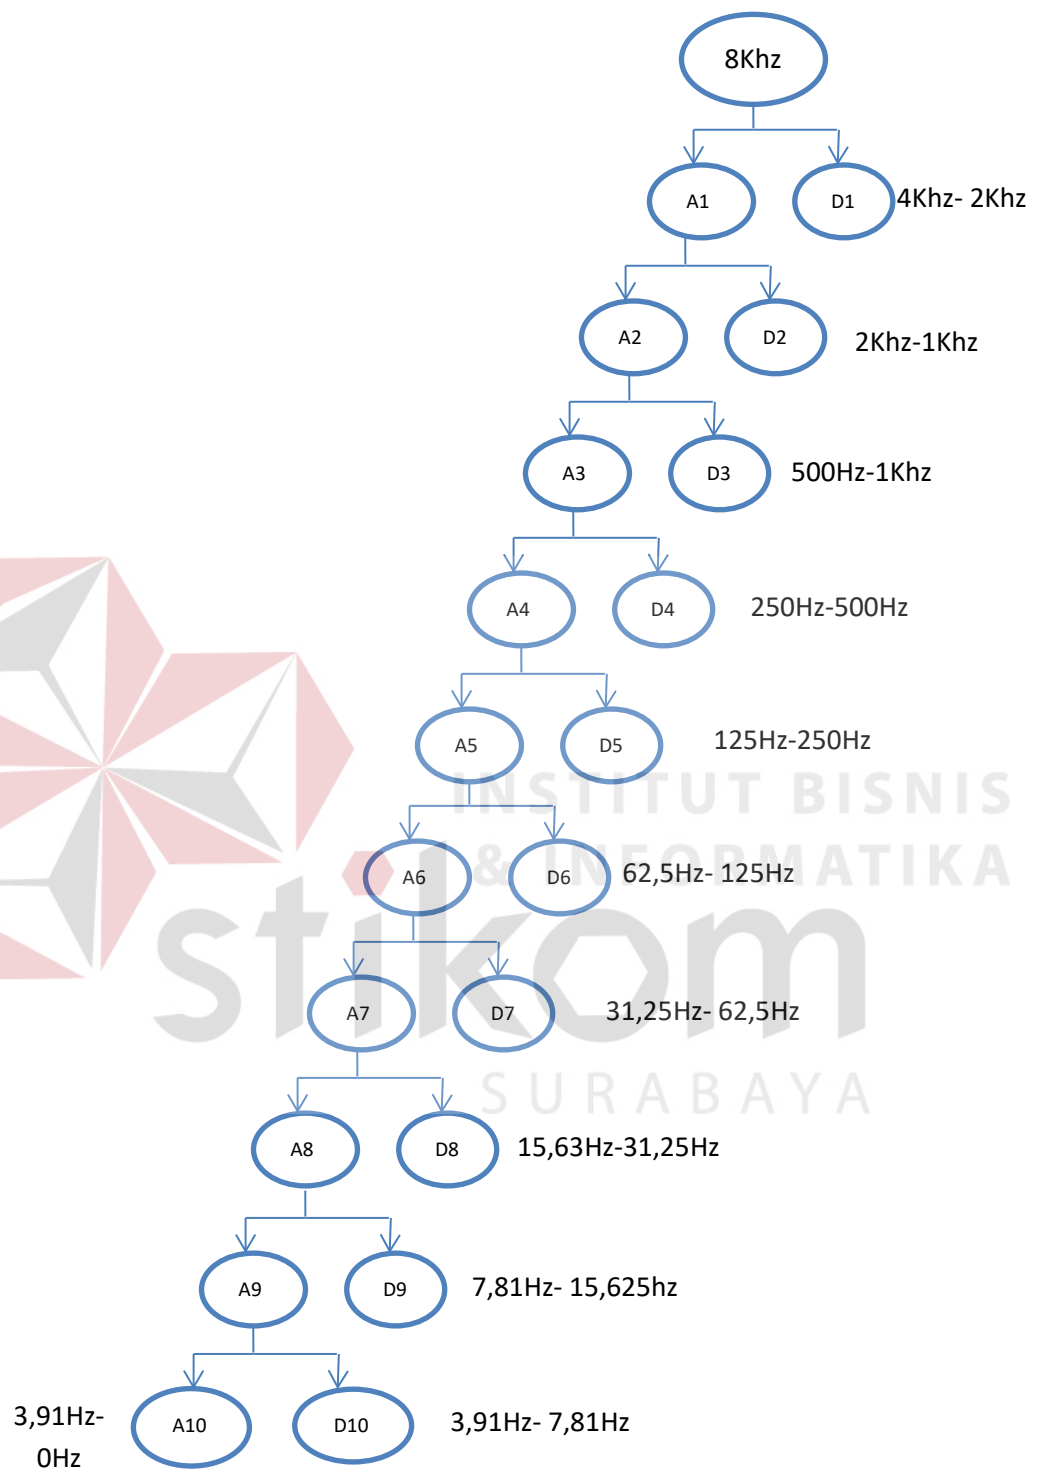 8Khz
A1
D1
4Khz- 2Khz
A2
D2
2Khz-1Khz
A3
D3
500Hz-1Khz
A4
D4
250Hz-500Hz
A5
D5
125Hz-250Hz
INSTITUT BISNIS
& INFORMATIKA
A6
D6
62,5Hz- 125Hz
stikom
A7
D7
31,25Hz- 62,5Hz
SURABAYA
A8
D8
15,63Hz-31,25Hz
A9
D9
7,81Hz- 15,625hz
3,91Hz-
0Hz
A10
D10
3,91Hz- 7,81Hz